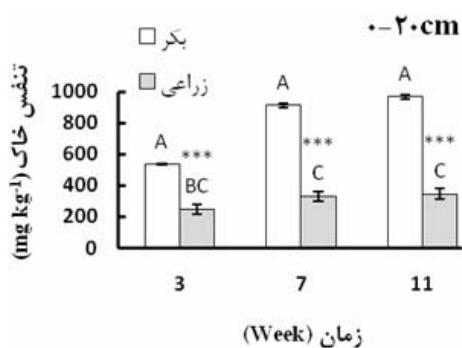 ۰-۲۰cm
بکر
زراعی
تنفس خاک (mg kg⁻¹)
1000
800
600
400
200
0
A
***
BC
A
***
C
A
***
C
3
7
11
زمان (Week)